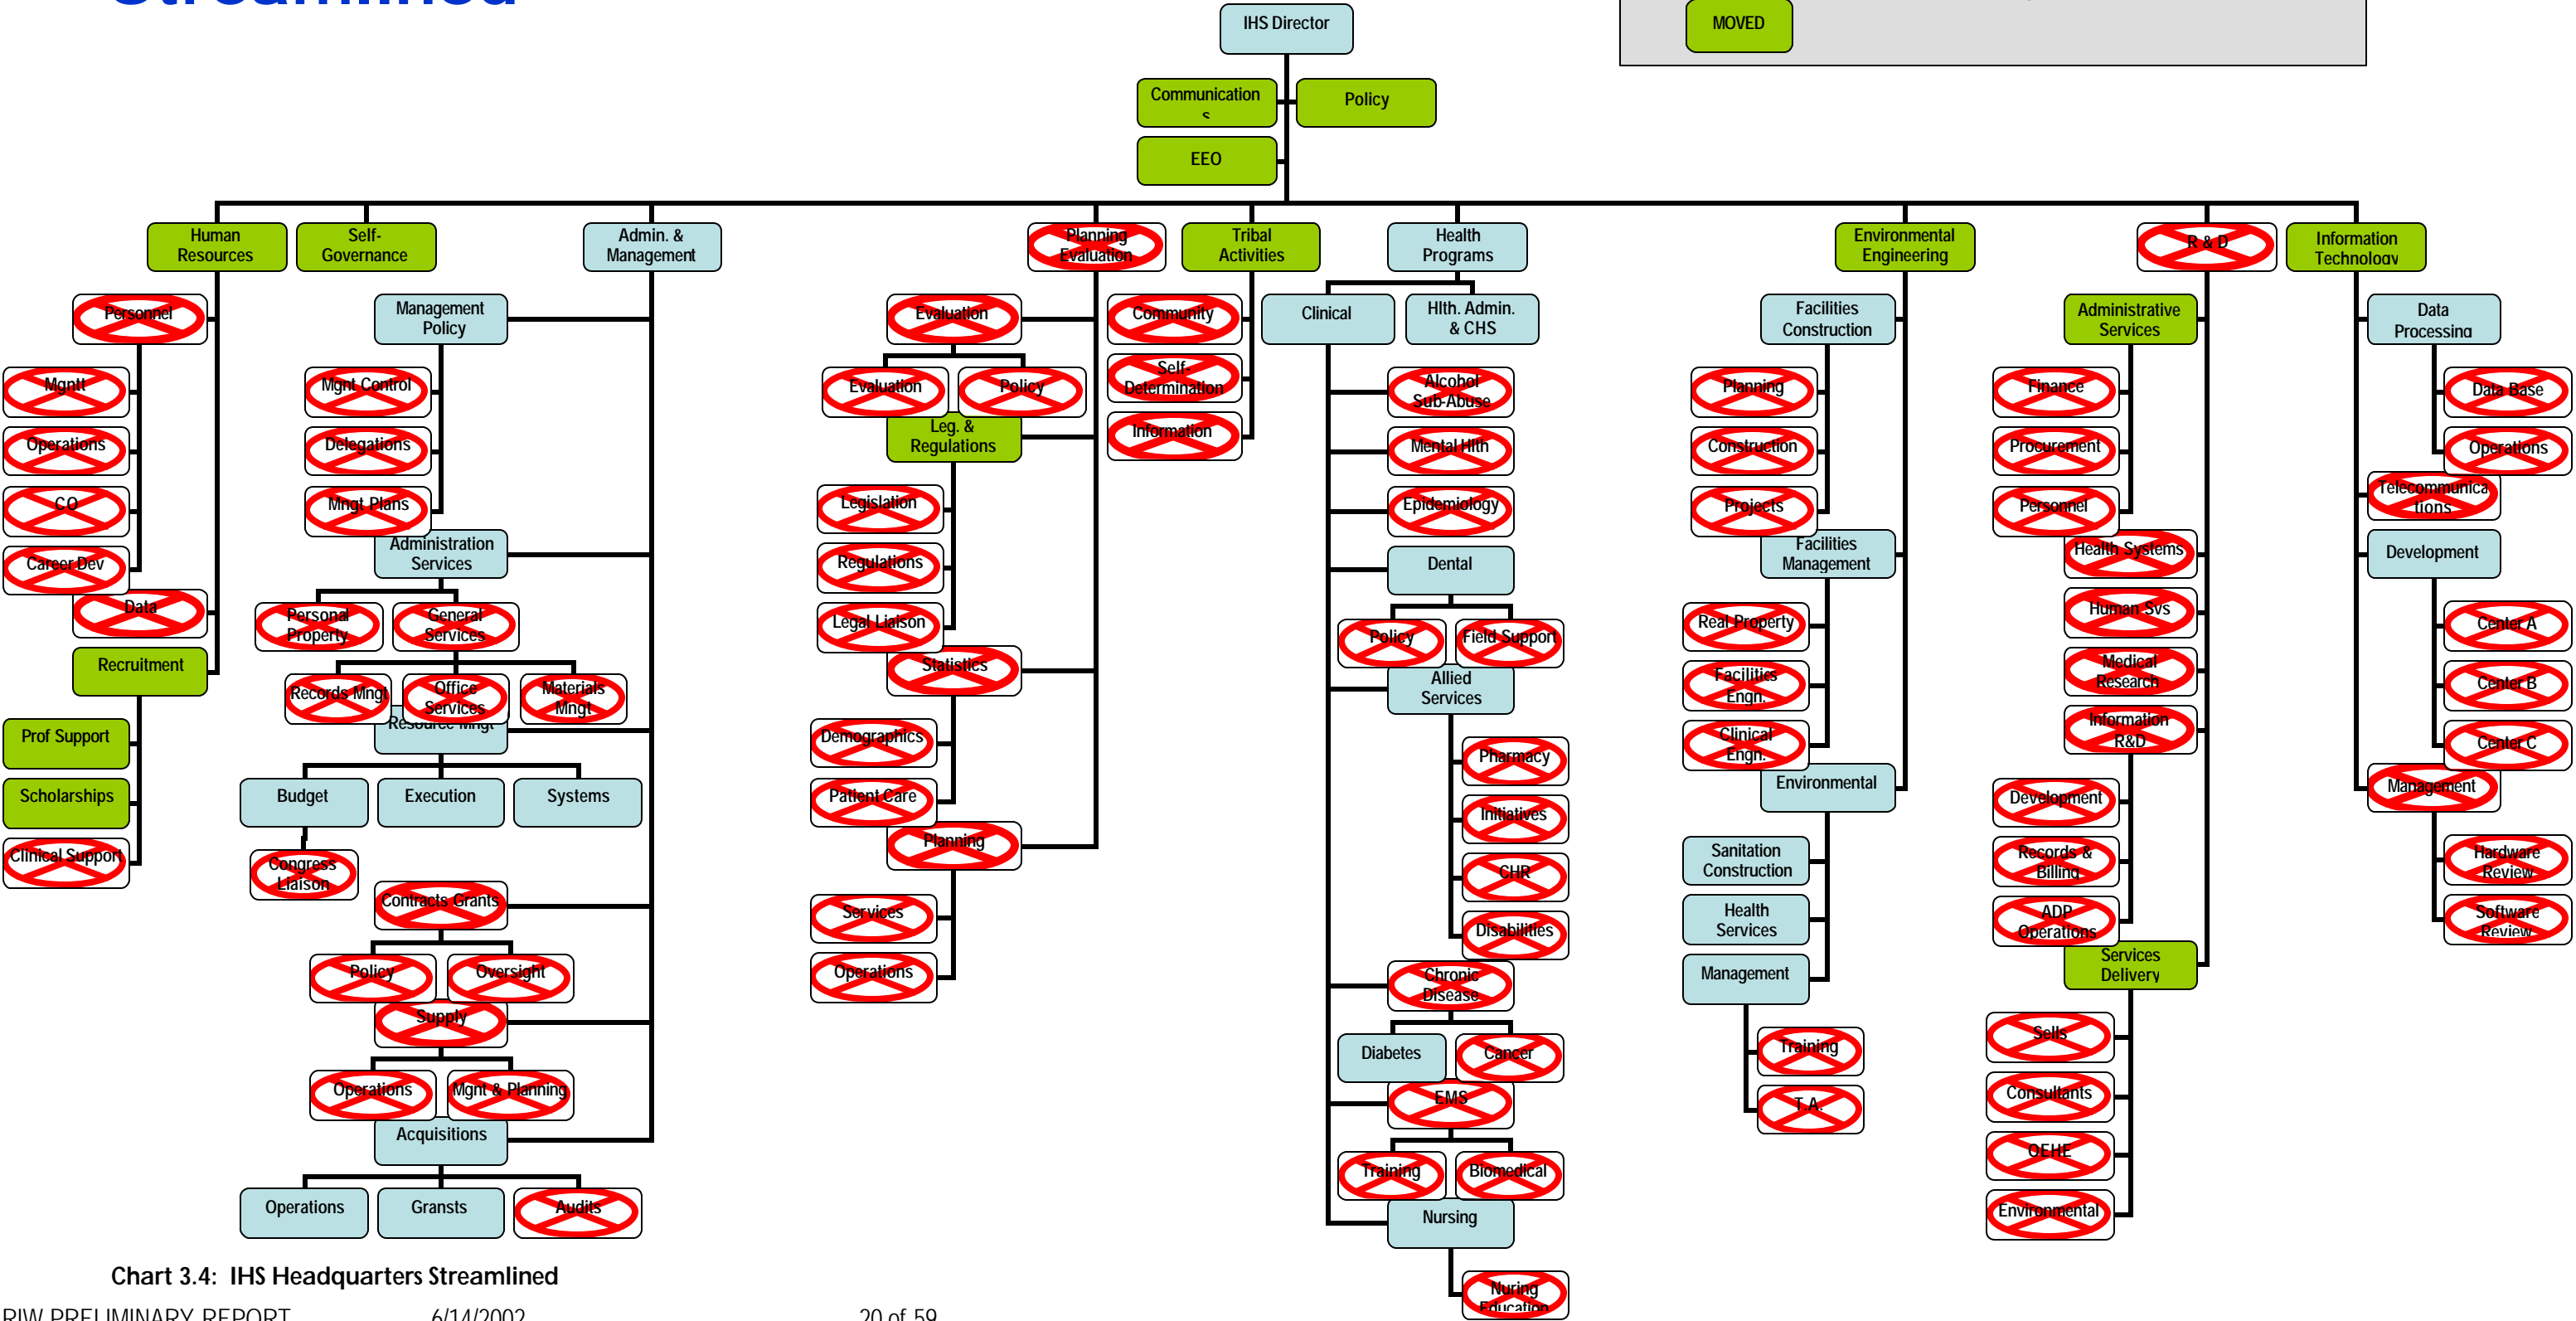 Streamlined
MOVED
IHS Director
Communication
s
Policy
EEO
Human
Resources
Self-
Governance
Admin. &
Management
Planning
Evaluation
Tribal
Activities
Health
Programs
Environmental
Engineering
R & D
Information
Technology
Personnel
Mgntt
Operations
CO
Career Dev
Data
Recruitment
Prof Support
Scholarships
Clinical Support
Management
Policy
Mgnt Control
Delegations
Mngt Plans
Administration
Services
Personal
Property
General
Services
Records Mngt
Office
Services
Materials
Mngt
Resource Mngt
Budget
Execution
Systems
Congress
Liaison
Contracts Grants
Policy
Oversight
Supply
Operations
Mgnt & Planning
Acquisitions
Operations
Gransts
Audits
Evaluation
Evaluation
Policy
Leg. &
Regulations
Legislation
Regulations
Legal Liaison
Statistics
Demographics
Patient Care
Planning
Services
Operations
Community
Self-
Determination
Information
Clinical
Hlth. Admin.
& CHS
Alcohol
Sub-Abuse
Mental Hlth
Epidemiology
Dental
Policy
Field Support
Allied
Services
Pharmacy
Initiatives
CHR
Disabilities
Chronic
Disease
Diabetes
Cancer
EMS
Training
Biomedical
Nursing
Nuring
Education
Facilities
Construction
Planning
Construction
Projects
Facilities
Management
Real Property
Facilities
Engn.
Clinical
Engn.
Environmental
Sanitation
Construction
Health
Services
Management
Training
T.A.
Administrative
Services
Finance
Procurement
Personnel
Health Systems
Human Svs
Medical
Research
Information
R&D
Development
Records &
Billing
ADP
Operations
Services
Delivery
Sells
Consultants
OEHE
Environmental
Data
Processing
Data Base
Operations
Telecommunica
tions
Development
Center A
Center B
Center C
Management
Hardware
Review
Software
Review
Chart 3.4: IHS Headquarters Streamlined
RIW PRELIMINARY REPORT 6/14/2002 20 of 59